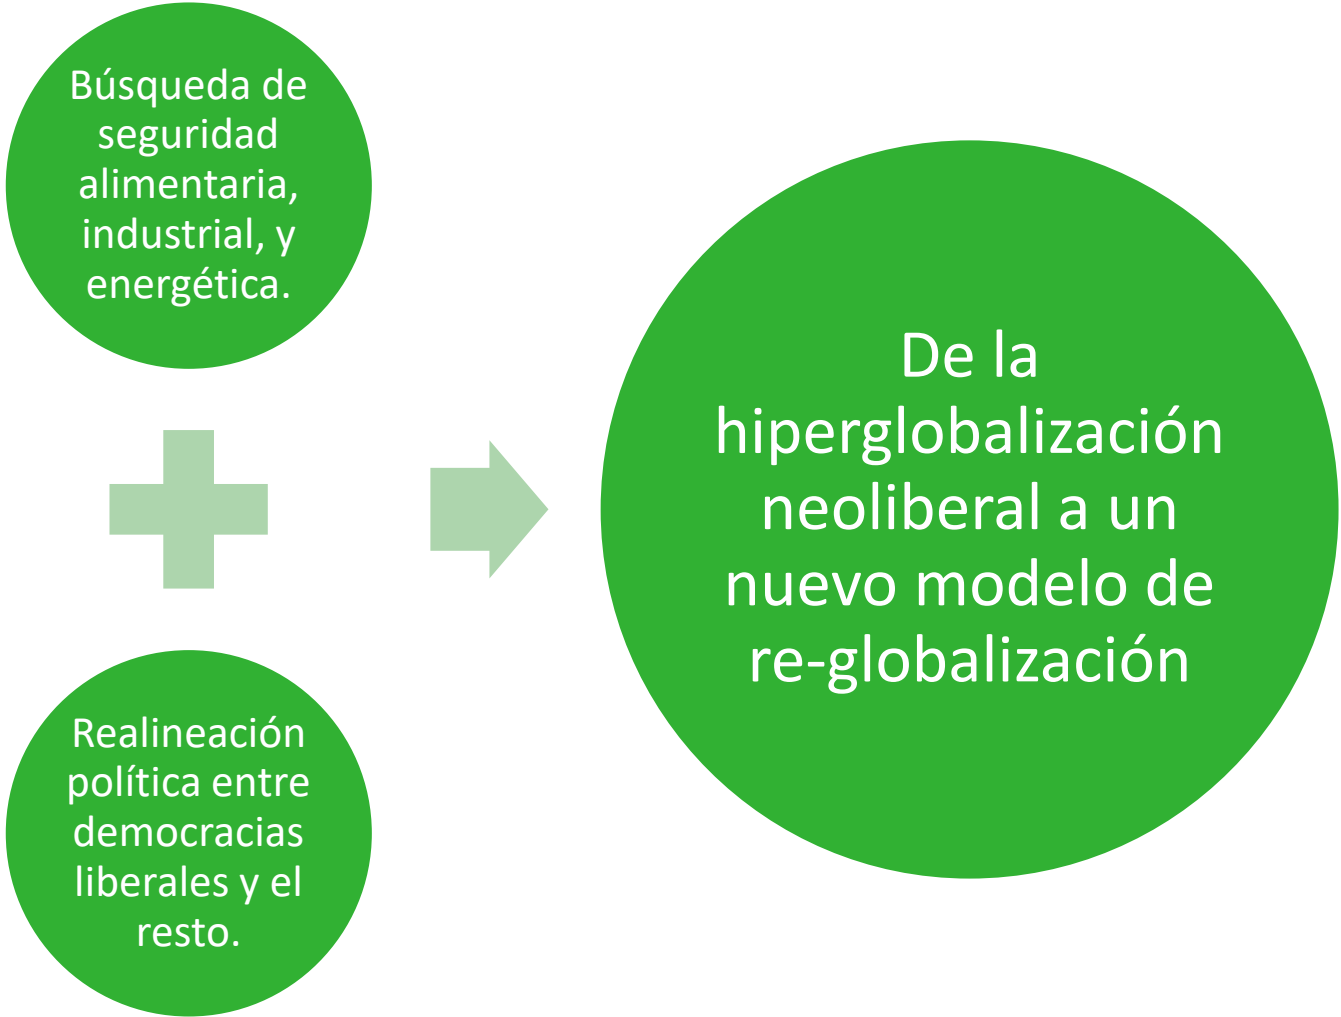 Búsqueda de
seguridad
alimentaria,
industrial, y
energética.
Realineación
política entre
democracias
liberales y el
resto.
De la
hiperglobalización
neoliberal a un
nuevo modelo de
re-globalización